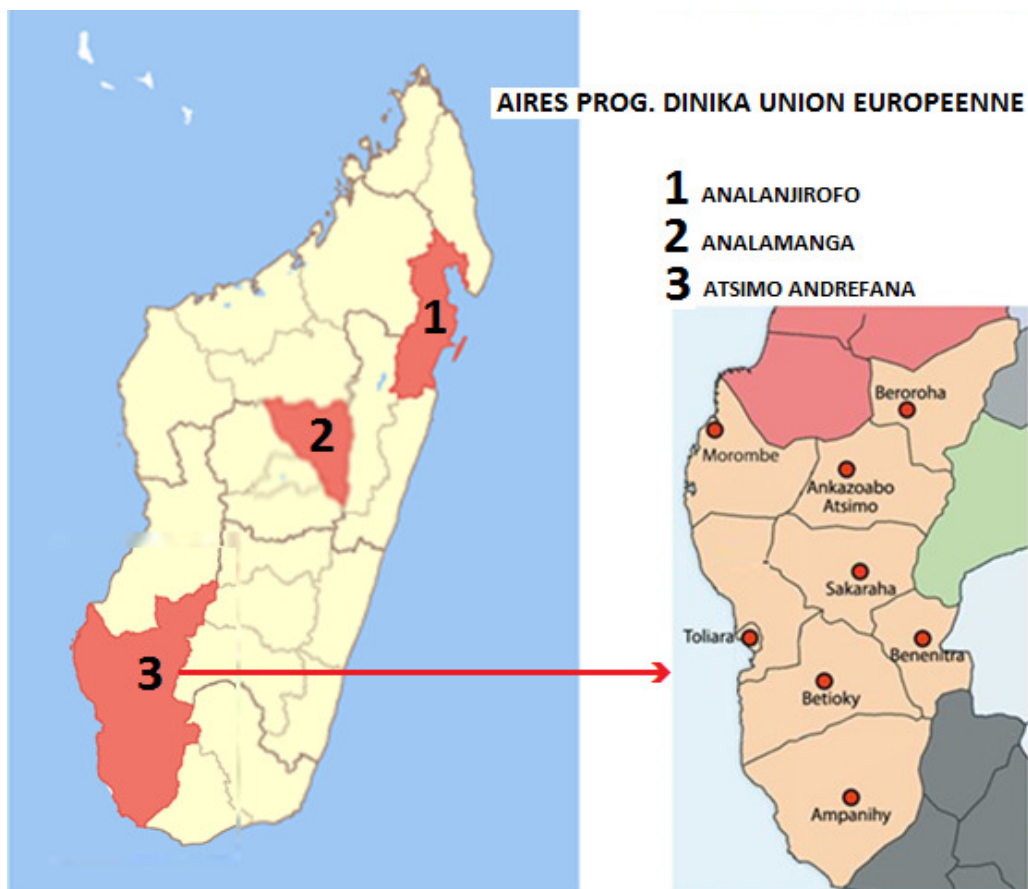 AIRES PROG. DINIKA UNION EUROPEENNE
1 ANALANJIROFO
2 ANALAMANGA
3 ATSIMO ANDREFANA
1
2
3
Beroroha
Morombe
Ankazoabo
Atsimo
Sakaraha
Toliara
Benenitra
Betioky
Ampanihy